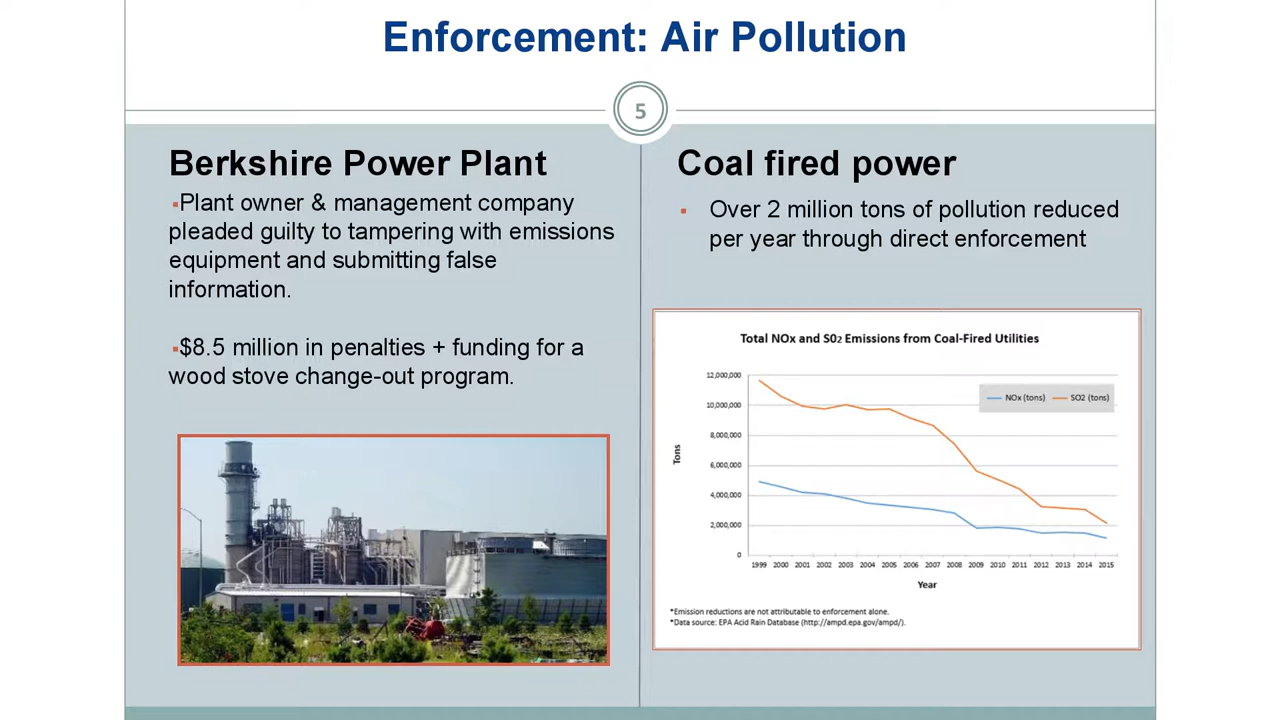 Enforcement: Air Pollution
5
Berkshire Power Plant
▪Plant owner & management company
pleaded guilty to tampering with emissions
equipment and submitting false
information.
▪$8.5 million in penalties + funding for a
wood stove change-out program.
Coal fired power
▪ Over 2 million tons of pollution reduced
per year through direct enforcement
Total NOx and S02 Emissions from Coal-Fired Utilities
12,000,000
10,000,000
8,000,000
6,000,000
4,000,000
2,000,000
0
Tons
NOx (tons) SO2 (tons)
1999 2000 2001 2002 2003 2004 2005 2006 2007 2008 2009 2010 2011 2012 2013 2014 2015
Year
*Emission reductions are not attributable to enforcement alone.
*Data source: EPA Acid Rain Database (http://ampd.epa.gov/ampd/).